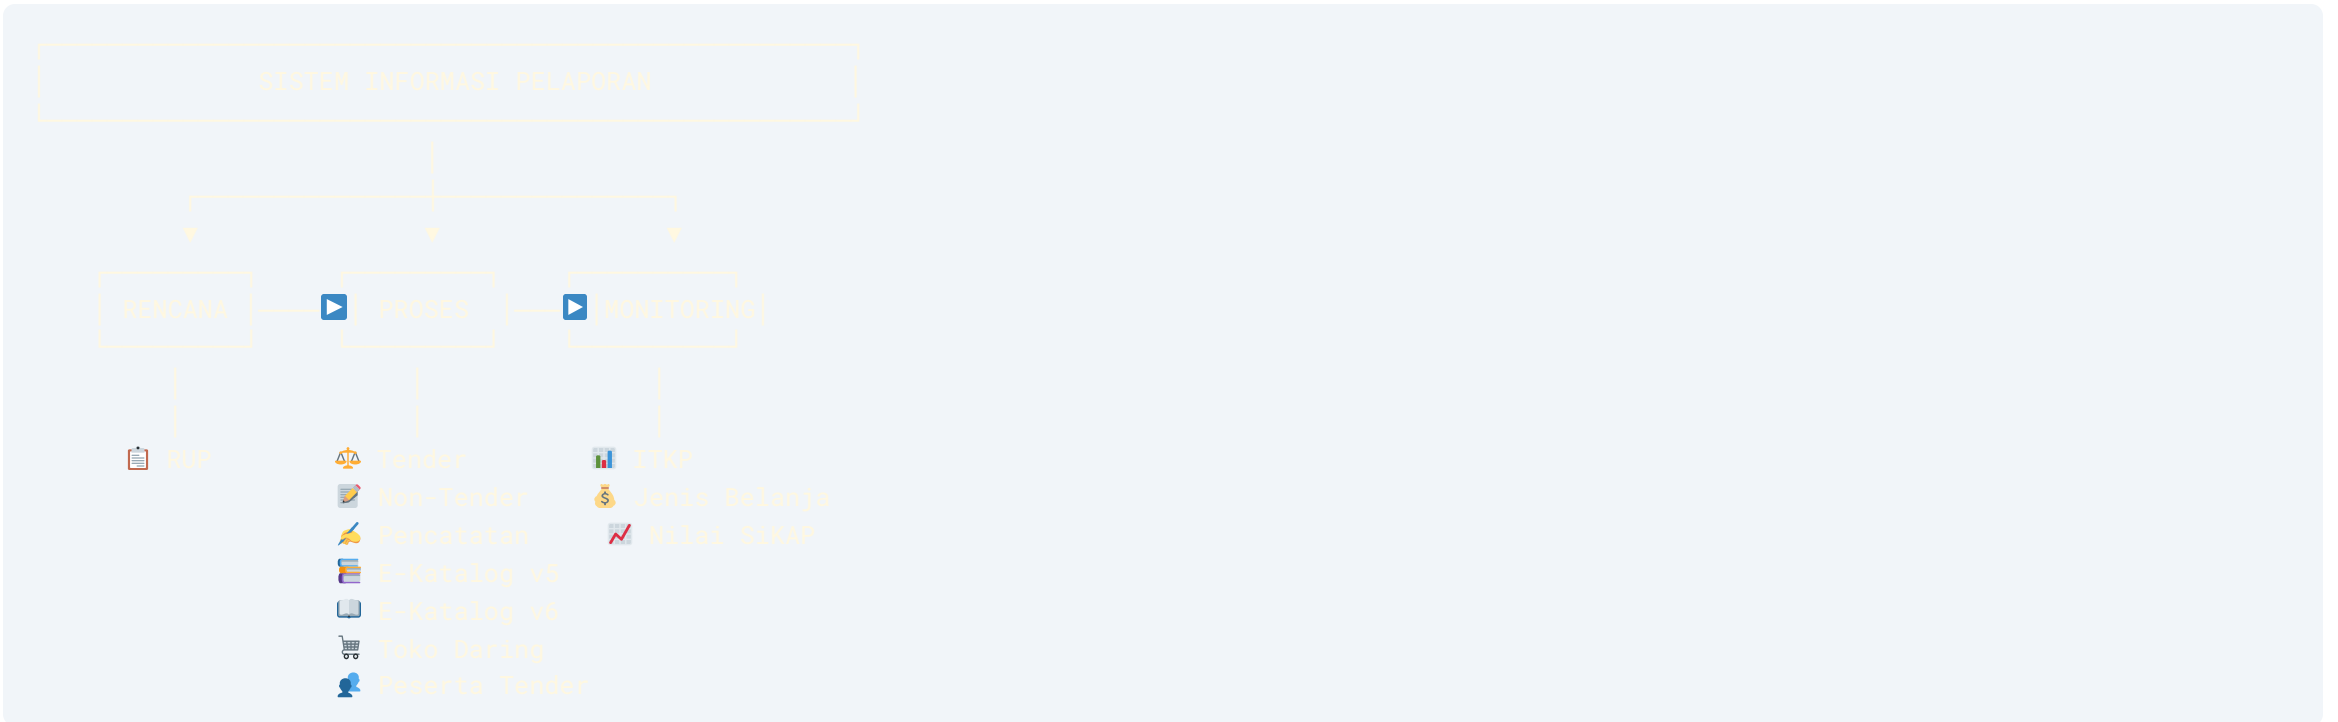 SISTEM INFORMASI PELAPORAN
RENCANA PROSES MONITORING
RUP Tender ITKP
Non-Tender Jenis Belanja
Pencatatan Nilai SiKAP
E-Katalog v5
E-Katalog v6
Toko Daring
Peserta Tender